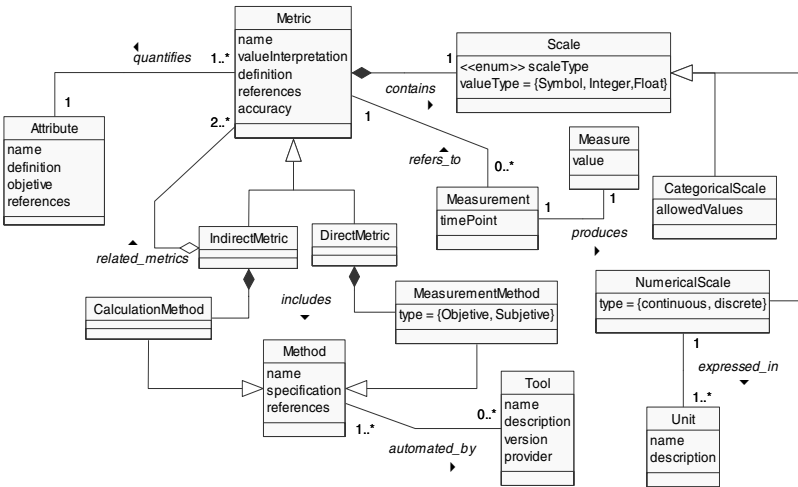 Metric
name
valueInterpretation
definition
references
accuracy
quantifies
1..*
1
Attribute
name
definition
objetive
references
2..*
1
contains
Scale
<<enum>> scaleType
valueType = {Symbol, Integer,Float}
1
refers_to
0..*
Measure
value
Measurement
timePoint
1
1
produces
CategoricalScale
allowedValues
IndirectMetric
DirectMetric
related_metrics
NumericalScale
type = {continuous, discrete}
1
expressed_in
1..*
Unit
name
description
CalculationMethod
includes
MeasurementMethod
type = {Objetive, Subjetive}
Method
name
specification
references
1..*
0..*
automated_by
Tool
name
description
version
provider